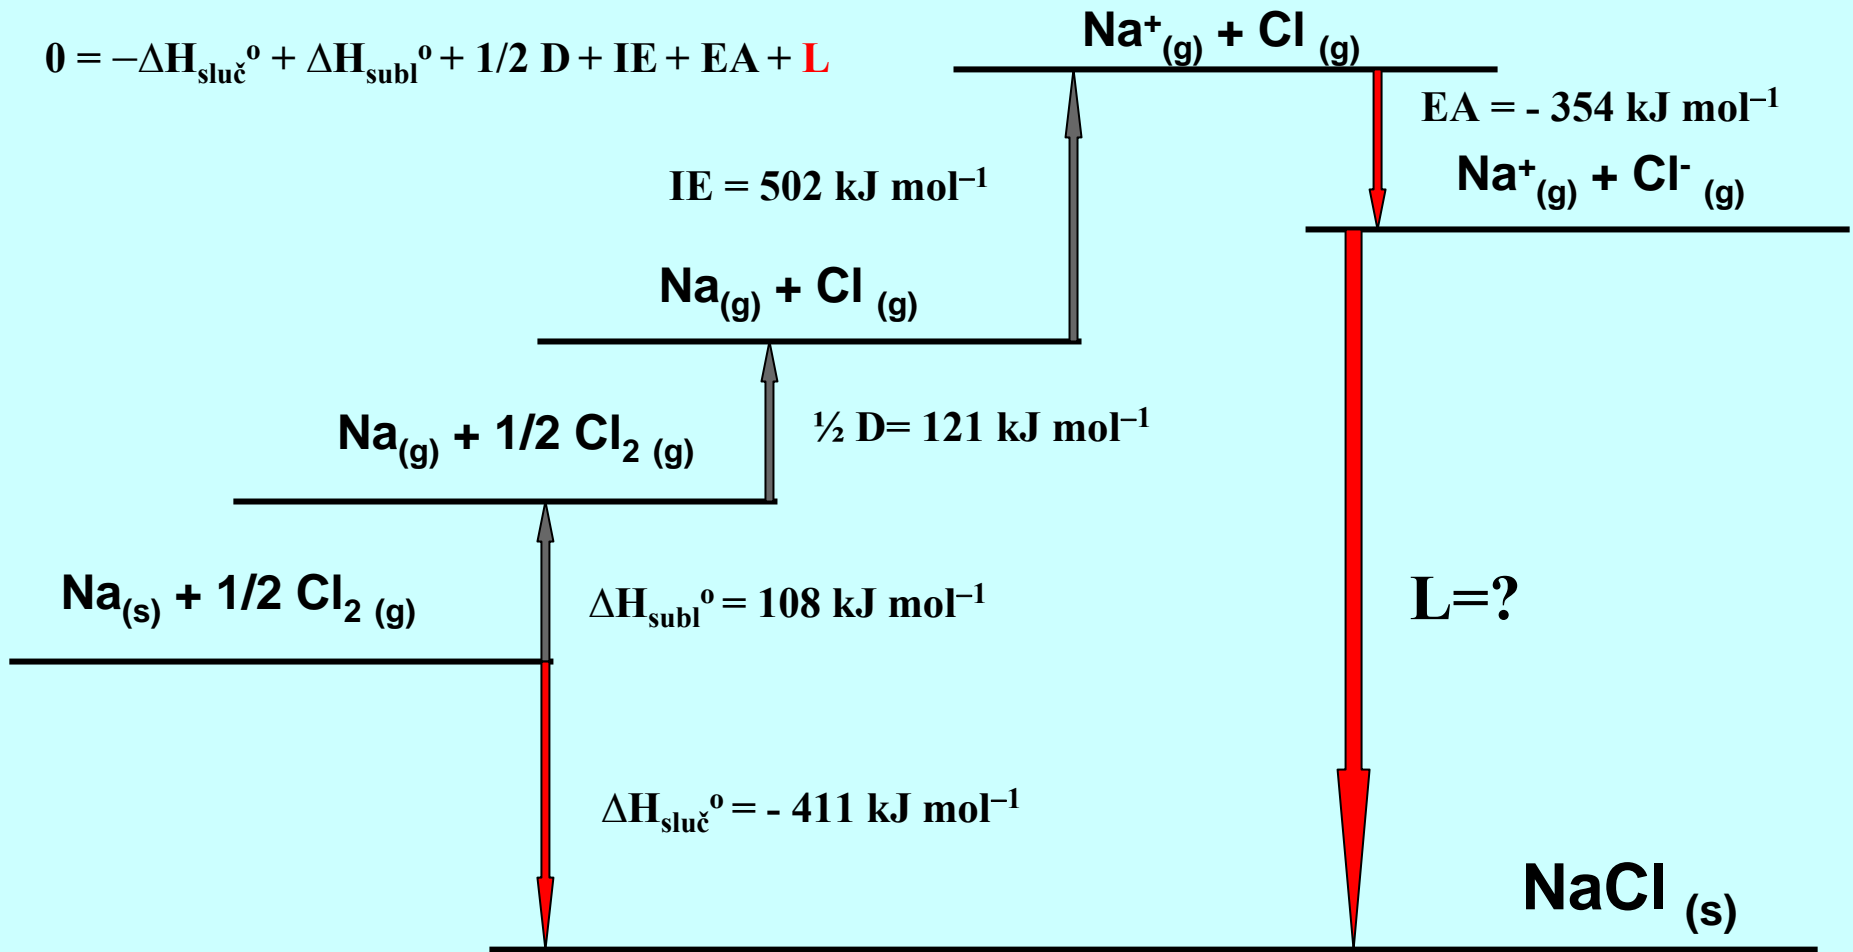 Na⁺(g) + Cl (g)
0 = –ΔHslučº + ΔHsublº + 1/2 D + IE + EA + L
EA = - 354 kJ mol⁻¹
IE = 502 kJ mol⁻¹
Na⁺(g) + Cl⁻ (g)
Na(g) + Cl (g)
½ D= 121 kJ mol⁻¹
Na(g) + 1/2 Cl₂ (g)
Na(s) + 1/2 Cl₂ (g)
ΔHsublº = 108 kJ mol⁻¹
L=?
ΔHslučº = - 411 kJ mol⁻¹
NaCl (s)